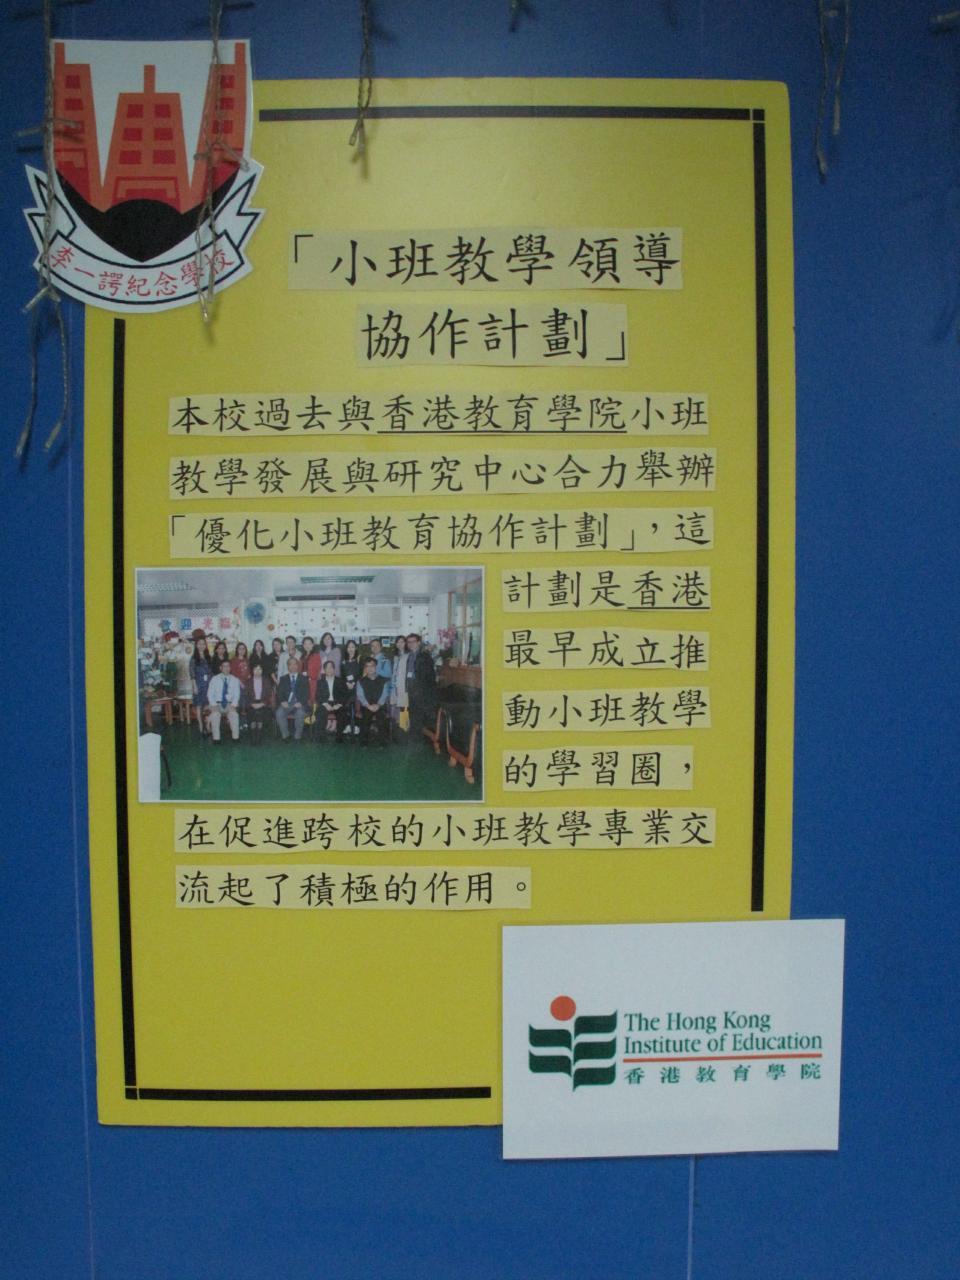 李一諤紀念學校
「小班教學領導
協作計劃」
本校過去與香港教育學院小班
教學發展與研究中心合力舉辦
「優化小班教育協作計劃」，這
歡迎光臨
計劃是香港
最早成立推
動小班教學
的學習圈，
在促進跨校的小班教學專業交
流起了積極的作用。
The Hong Kong
Institute of Education
香港教育學院